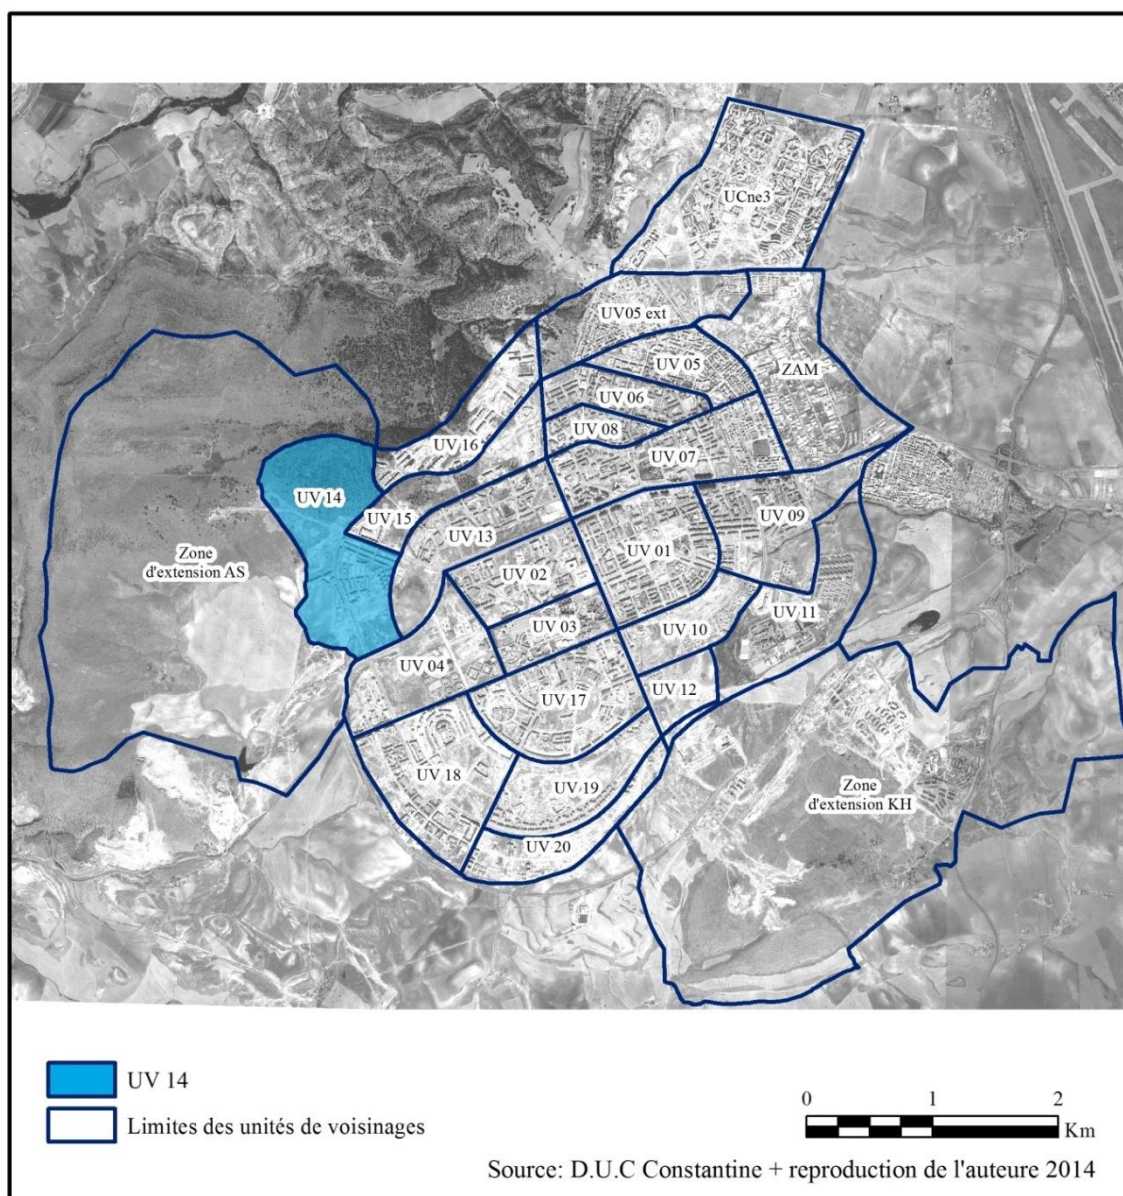 UCne3
UV05 ext
UV 05
ZAM
UV 06
UV 08
UV 16
UV 07
UV 14
UV 15
UV 13
UV 09
UV 01
Zone
d'extension AS
UV 02
UV 11
UV 03
UV 10
UV 04
UV 12
UV 17
UV 18
UV 19
Zone
d'extension KH
UV 20
UV 14
Limites des unités de voisinages
0 1 2
Km
Source: D.U.C Constantine + reproduction de l'auteure 2014